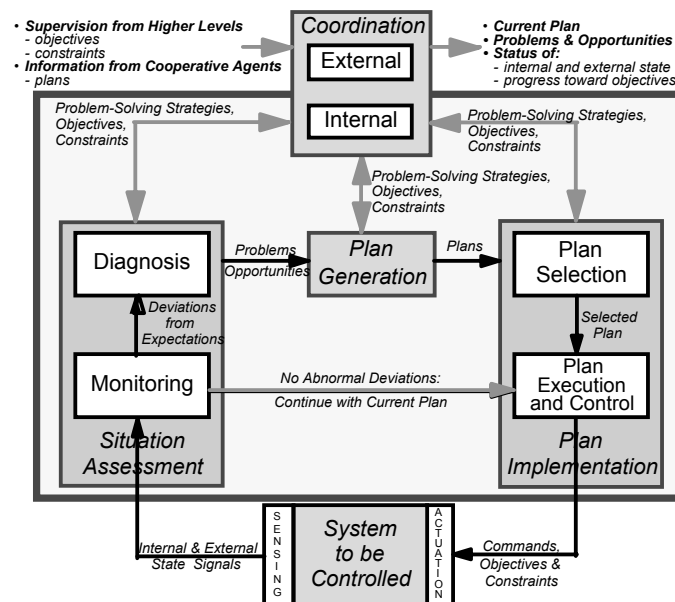 • Supervision from Higher Levels
- objectives
- constraints
• Information from Cooperative Agents
- plans
Coordination
External
Internal
• Current Plan
• Problems & Opportunities
• Status of:
- internal and external state
- progress toward objectives
Problem-Solving Strategies,
Objectives,
Constraints
Problem-Solving Strategies,
Objectives,
Constraints
Problem-Solving Strategies,
Objectives,
Constraints
Diagnosis
Problems
Opportunities
Plan
Generation
Plans
Plan
Selection
Deviations
from
Expectations
Selected
Plan
Monitoring
No Abnormal Deviations:
Continue with Current Plan
Plan
Execution
and Control
Situation
Assessment
Plan
Implementation
Internal & External
State Signals
SENSING
System
to be
Controlled
ACTUATION
Commands,
Objectives &
Constraints